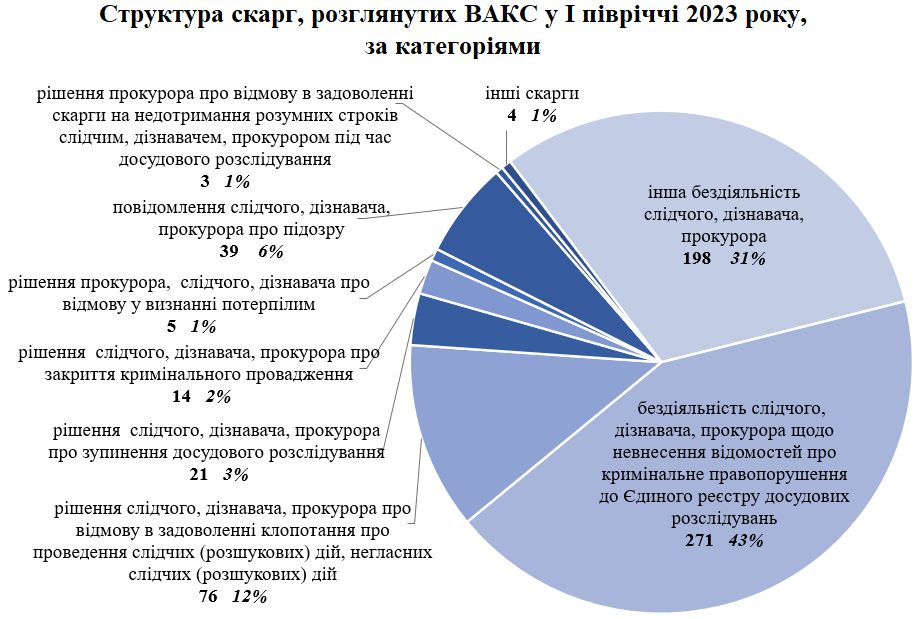 Структура скарг, розглянутих ВАКС у І півріччі 2023 року,
за категоріями
рішення прокурора про відмову в задоволенні
скарги на недотримання розумних строків
слідчим, дізнавачем, прокурором під час
досудового розслідування
3 1%
інші скарги
4 1%
повідомлення слідчого, дізнавача,
прокурора про підозру
39 6%
рішення прокурора, слідчого, дізнавача про
відмову у визнанні потерпілим
5 1%
рішення слідчого, дізнавача, прокурора про
закриття кримінального провадження
14 2%
рішення слідчого, дізнавача, прокурора
про зупинення досудового розслідування
21 3%
рішення слідчого, дізнавача, прокурора про
відмову в задоволенні клопотання про
проведення слідчих (розшукових) дій, негласних
слідчих (розшукових) дій
76 12%
інша бездіяльність
слідчого, дізнавача,
прокурора
198 31%
бездіяльність слідчого,
дізнавача, прокурора щодо
невнесення відомостей про
кримінальне правопорушення
до Єдиного реєстру досудових
розслідувань
271 43%